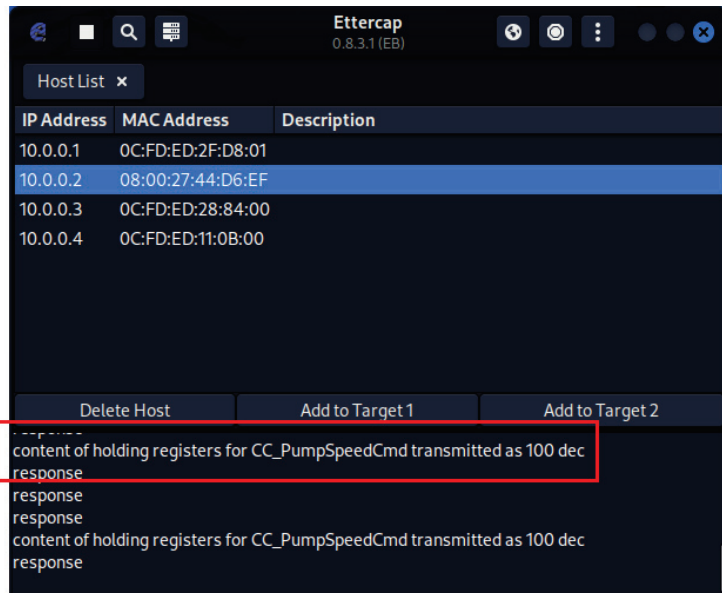 Ettercap
0.8.3.1 (EB)
Host List ×
IP Address MAC Address Description
10.0.0.1 0C:FD:ED:2F:D8:01
10.0.0.2 08:00:27:44:D6:EF
10.0.0.3 0C:FD:ED:28:84:00
10.0.0.4 0C:FD:ED:11:0B:00
Delete Host Add to Target 1 Add to Target 2
response
content of holding registers for CC_PumpSpeedCmd transmitted as 100 dec
response
response
response
content of holding registers for CC_PumpSpeedCmd transmitted as 100 dec
response